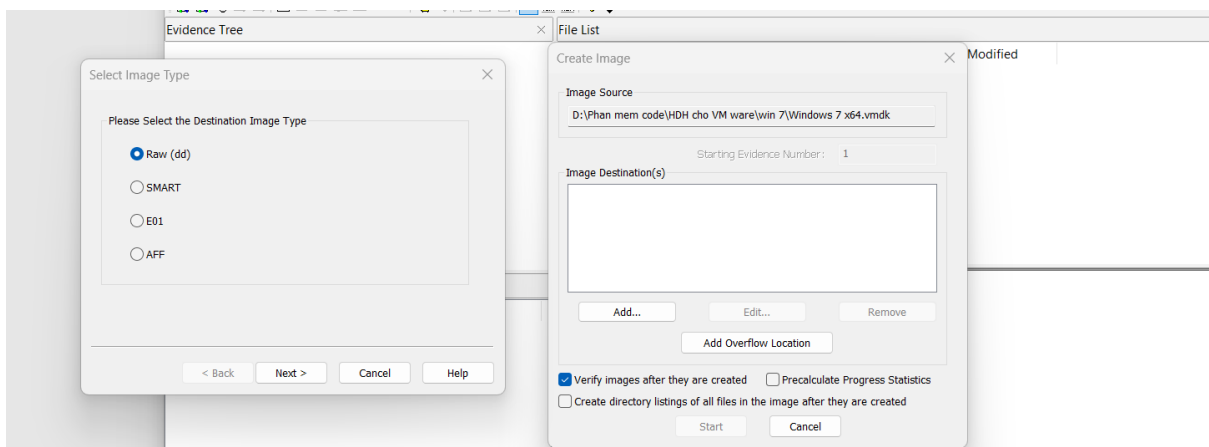 Evidence Tree
File List
Modified
Select Image Type
Please Select the Destination Image Type
Raw (dd)
SMART
E01
AFF
< Back Next > Cancel Help
Create Image
Image Source
D:\Phan mem code\HDH cho VM ware\win 7\Windows 7 x64.vmdk
Starting Evidence Number: 1
Image Destination(s)
Add... Edit... Remove
Add Overflow Location
Verify images after they are created Precalculate Progress Statistics
Create directory listings of all files in the image after they are created
Start Cancel